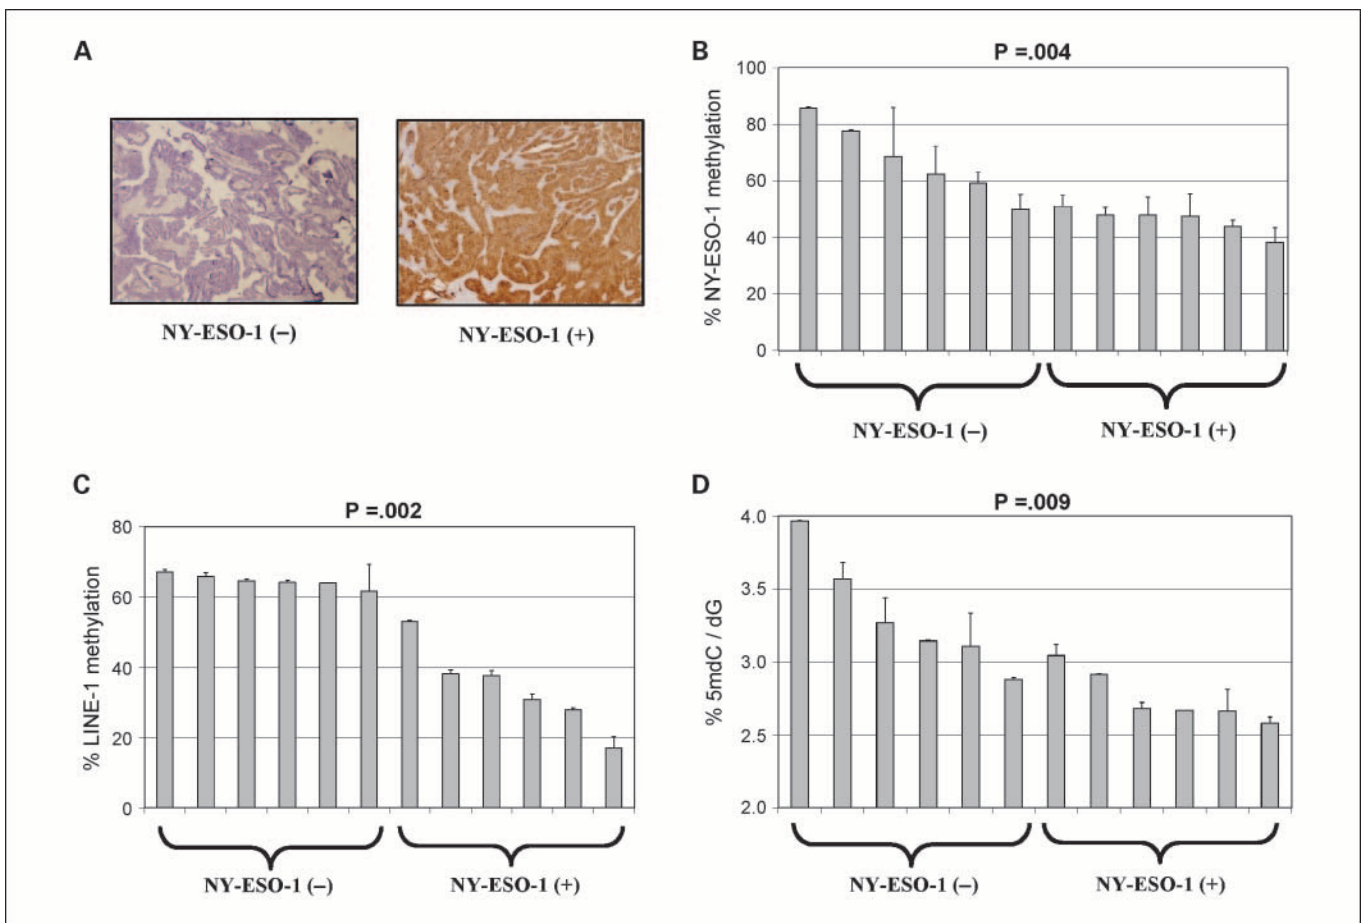 A
NY-ESO-1 (–)
NY-ESO-1 (+)
B
P =.004
% NY-ESO-1 methylation
100
80
60
40
20
0
NY-ESO-1 (–)
NY-ESO-1 (+)
C
P =.002
% LINE-1 methylation
80
60
40
20
0
NY-ESO-1 (–)
NY-ESO-1 (+)
D
P =.009
% 5mdC / dG
4.0
3.5
3.0
2.5
2.0
NY-ESO-1 (–)
NY-ESO-1 (+)